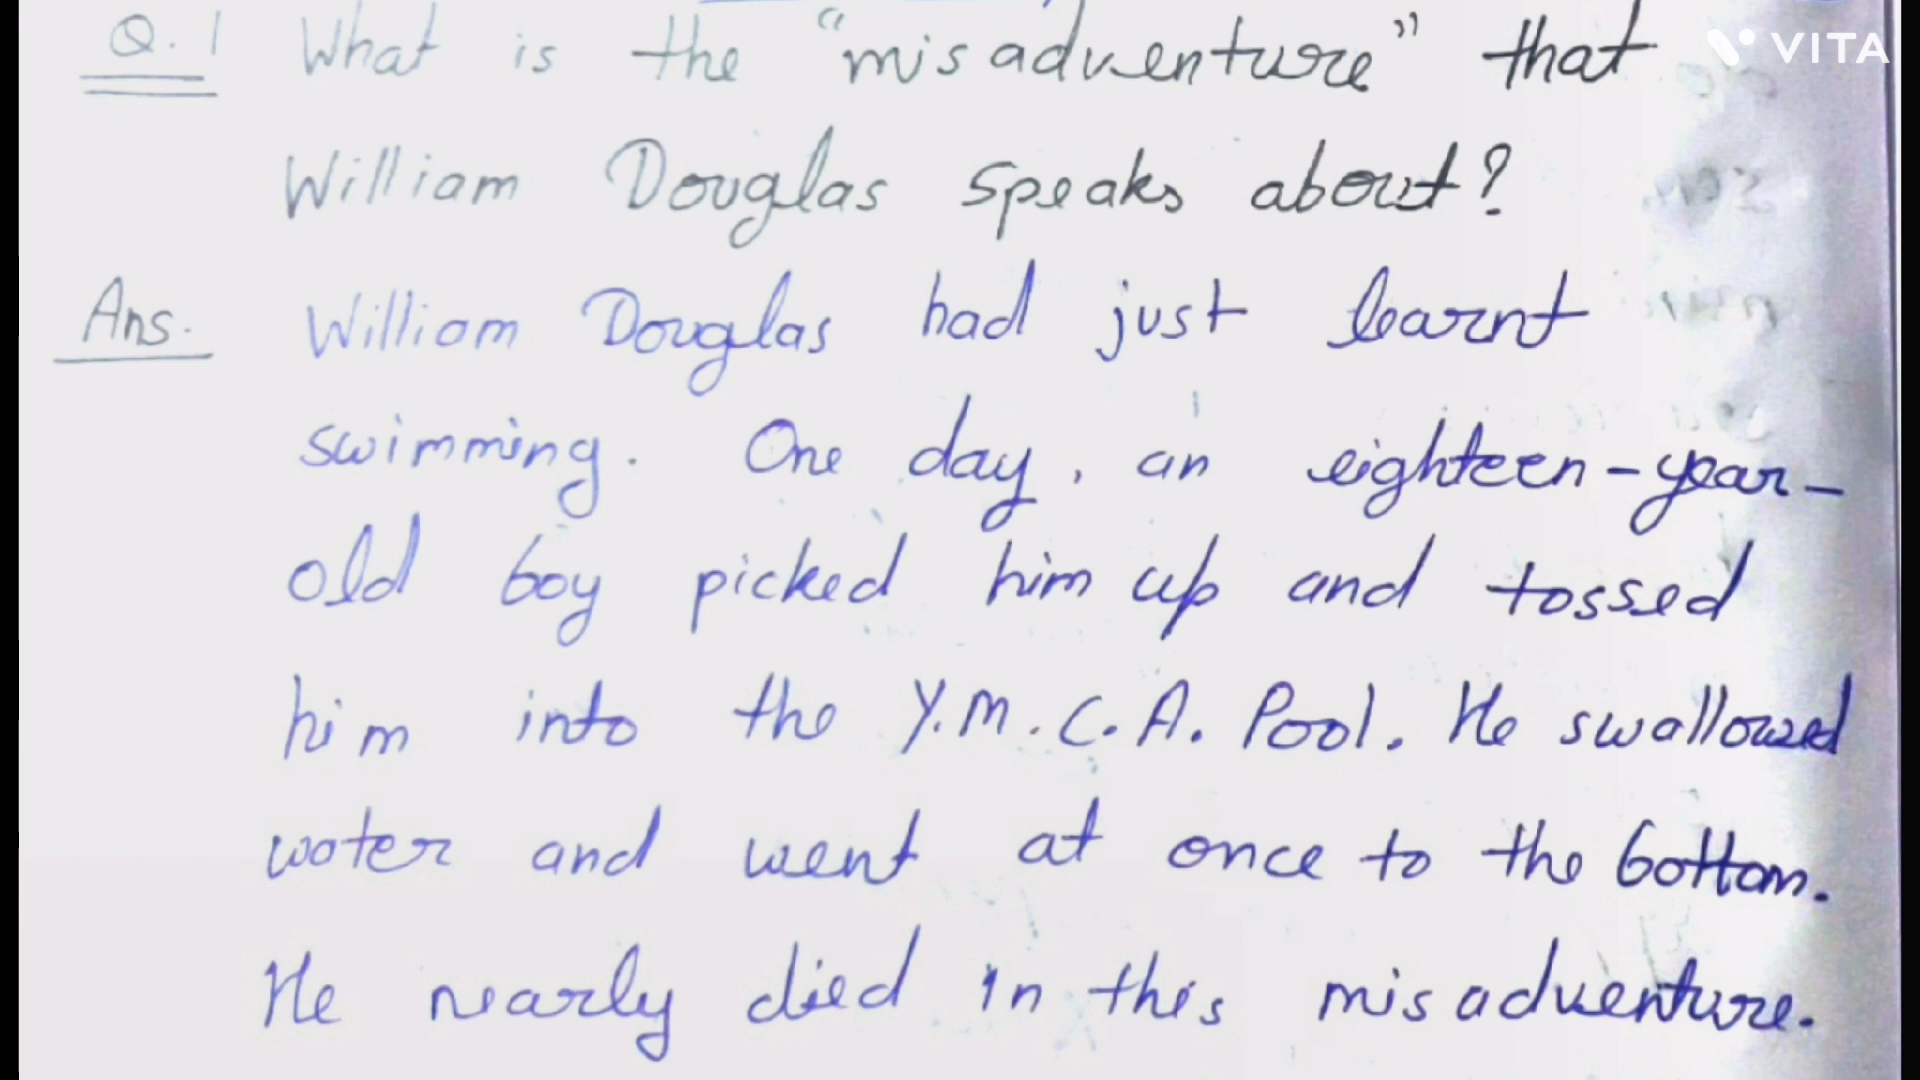 Q.1 What is the "misadventure" that
VITA
William Douglas speaks about?
Ans. William Douglas had just learnt
swimming. One day, an eighteen-year-
old boy picked him up and tossed
him into the Y.M.C.A. Pool. He swallowed
water and went at once to the bottom.
He nearly died in this misadventure.